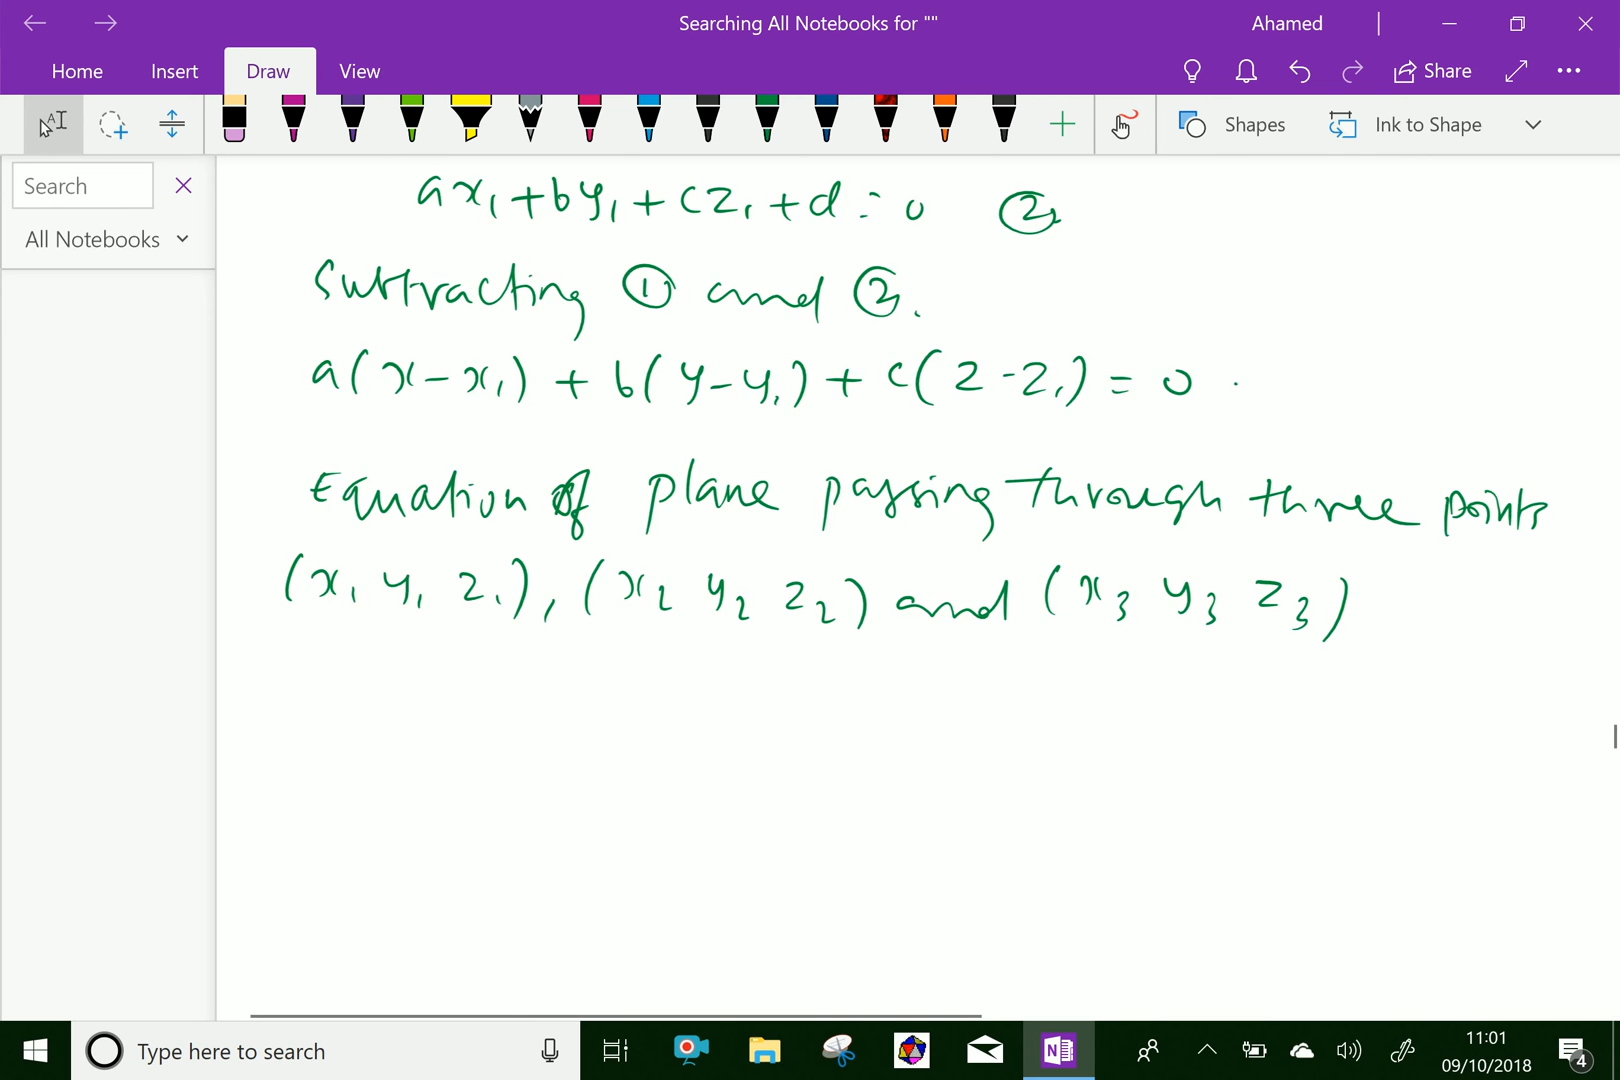 Searching All Notebooks for ""
Ahamed
Home Insert Draw View
Share
Shapes Ink to Shape
Search
All Notebooks
ax₁+by₁+cz₁+d=0 ②
Subtracting ① and ②.
a(x-x₁) + b(y-y₁) + c(z-z₁) = 0 .
Equation of plane passing through three points
(x₁ y₁ z₁), (x₂ y₂ z₂) and (x₃ y₃ z₃)
Type here to search
11:01
09/10/2018
4